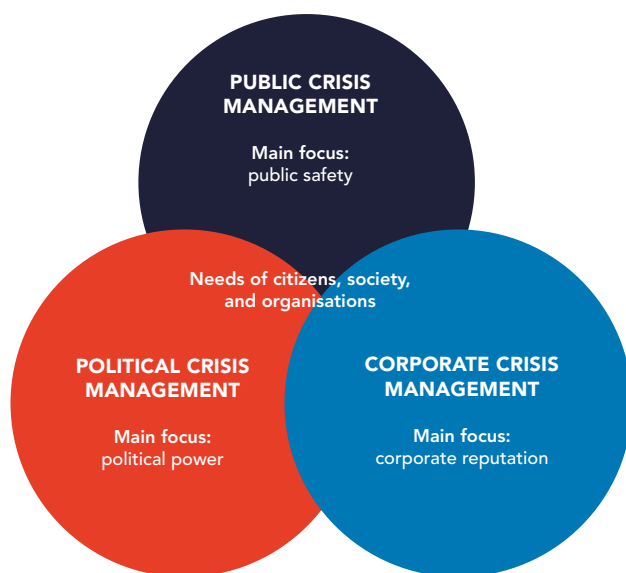 PUBLIC CRISIS
MANAGEMENT
Main focus:
public safety
Needs of citizens, society,
and organisations
POLITICAL CRISIS
MANAGEMENT
Main focus:
political power
CORPORATE CRISIS
MANAGEMENT
Main focus:
corporate reputation